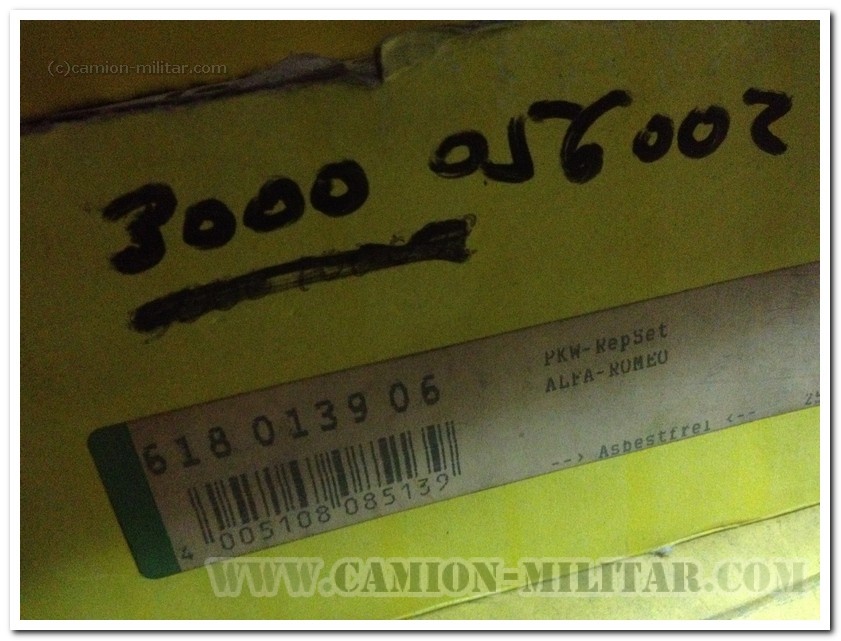 (c)camion-militar.com
3000 056002
PKW-RepSet
ALFA-ROMEO
618 0139 06
--> Asbestfrei <--
4 005108 085139
www.CAMION-MILITAR.COM